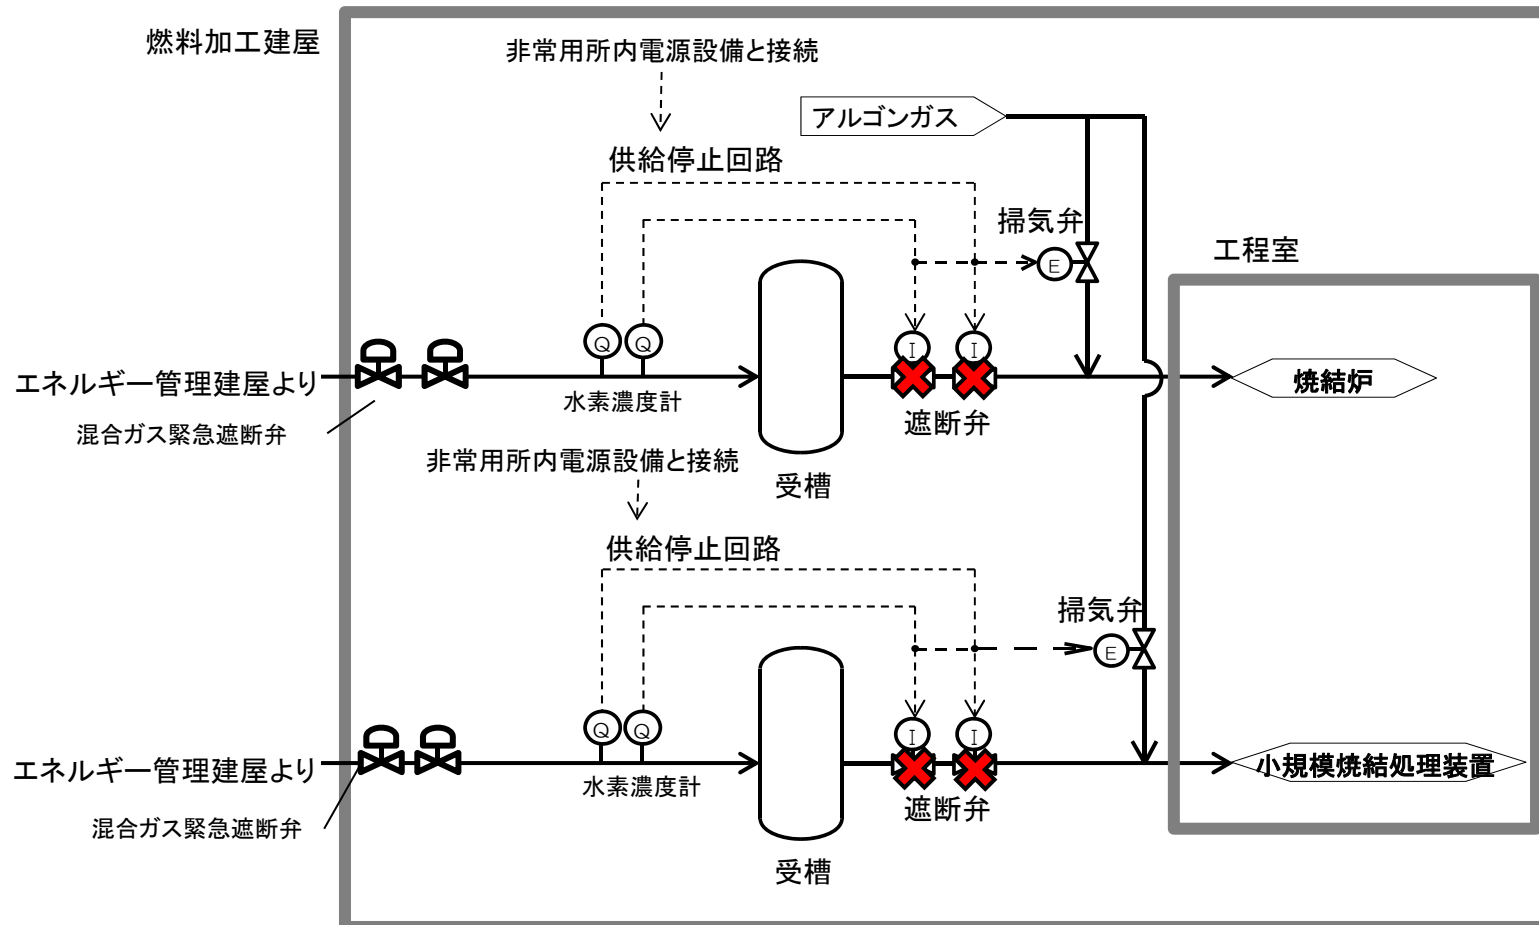 燃料加工建屋
非常用所内電源設備と接続
アルゴンガス
供給停止回路
掃気弁
E
工程室
Q
Q
I
I
エネルギー管理建屋より
水素濃度計
焼結炉
混合ガス緊急遮断弁
遮断弁
受槽
非常用所内電源設備と接続
供給停止回路
掃気弁
E
Q
Q
I
I
エネルギー管理建屋より
水素濃度計
小規模焼結処理装置
混合ガス緊急遮断弁
遮断弁
受槽